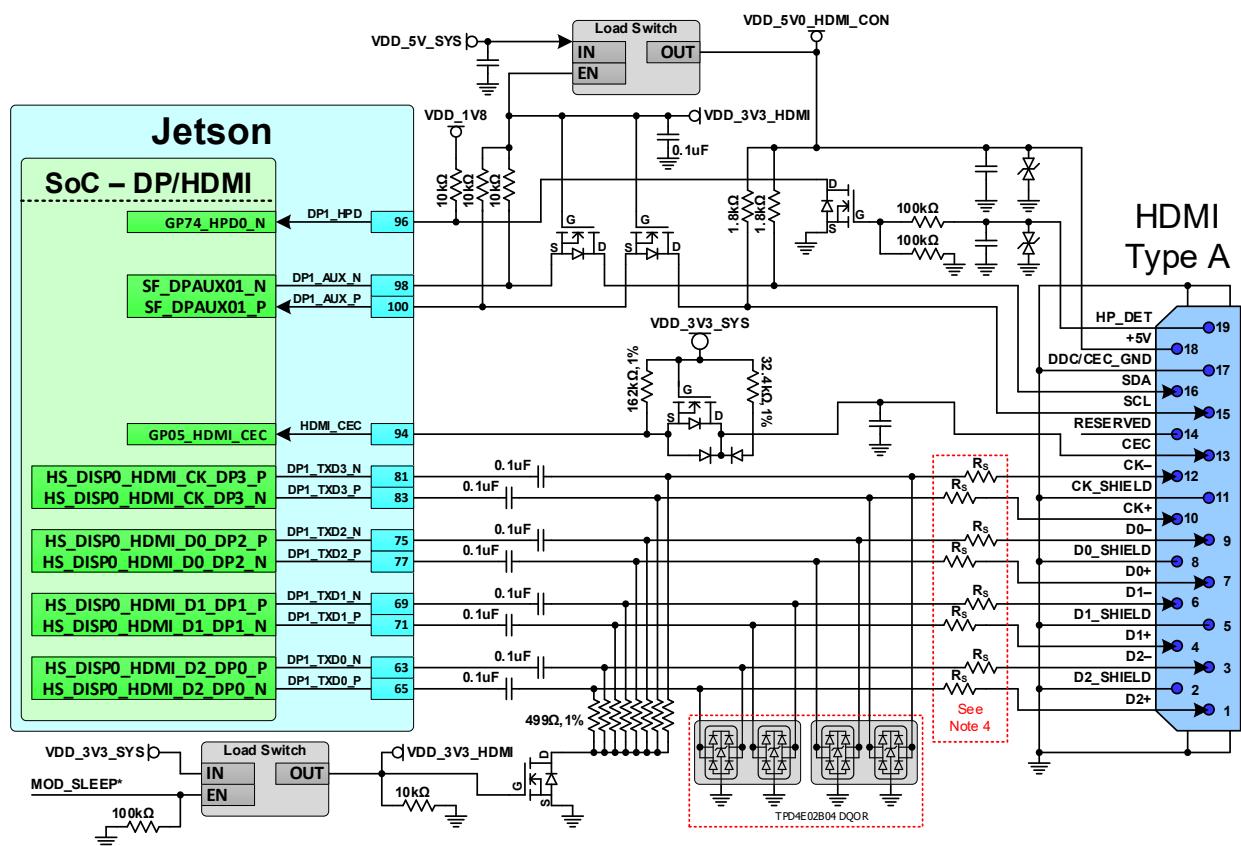 Load Switch
VDD_5V0_HDMI_CON
VDD_5V_SYS
IN
OUT
EN
Jetson
VDD_1V8
VDD_3V3_HDMI
0.1uF
SoC – DP/HDMI
10kΩ
10kΩ
10kΩ
1.8kΩ
1.8kΩ
D
G
S
100kΩ
100kΩ
HDMI
Type A
GP74_HPD0_N
DP1_HPD
96
G
S
D
G
S
D
SF_DPAUX01_N
DP1_AUX_N
98
SF_DPAUX01_P
DP1_AUX_P
100
VDD_3V3_SYS
162kΩ,1%
32.4kΩ,1%
G
S
D
GP05_HDMI_CEC
HDMI_CEC
94
HP_DET
19
+5V
18
DDC/CEC_GND
17
SDA
16
SCL
15
RESERVED
14
CEC
13
CK–
12
CK_SHIELD
11
CK+
10
D0–
9
D0_SHIELD
8
D0+
7
D1–
6
D1_SHIELD
5
D1+
4
D2–
3
D2_SHIELD
2
D2+
1
HS_DISP0_HDMI_CK_DP3_P
DP1_TXD3_N
81
0.1uF
RS
HS_DISP0_HDMI_CK_DP3_N
DP1_TXD3_P
83
0.1uF
RS
HS_DISP0_HDMI_D0_DP2_P
DP1_TXD2_N
75
0.1uF
RS
HS_DISP0_HDMI_D0_DP2_N
DP1_TXD2_P
77
0.1uF
RS
HS_DISP0_HDMI_D1_DP1_P
DP1_TXD1_N
69
0.1uF
RS
HS_DISP0_HDMI_D1_DP1_N
DP1_TXD1_P
71
0.1uF
RS
HS_DISP0_HDMI_D2_DP0_P
DP1_TXD0_N
63
0.1uF
RS
HS_DISP0_HDMI_D2_DP0_N
DP1_TXD0_P
65
0.1uF
RS
See
Note 4
499Ω,1%
VDD_3V3_SYS
Load Switch
VDD_3V3_HDMI
IN
OUT
MOD_SLEEP*
EN
10kΩ
100kΩ
D
G
S
TPD4E02B04 DQOR